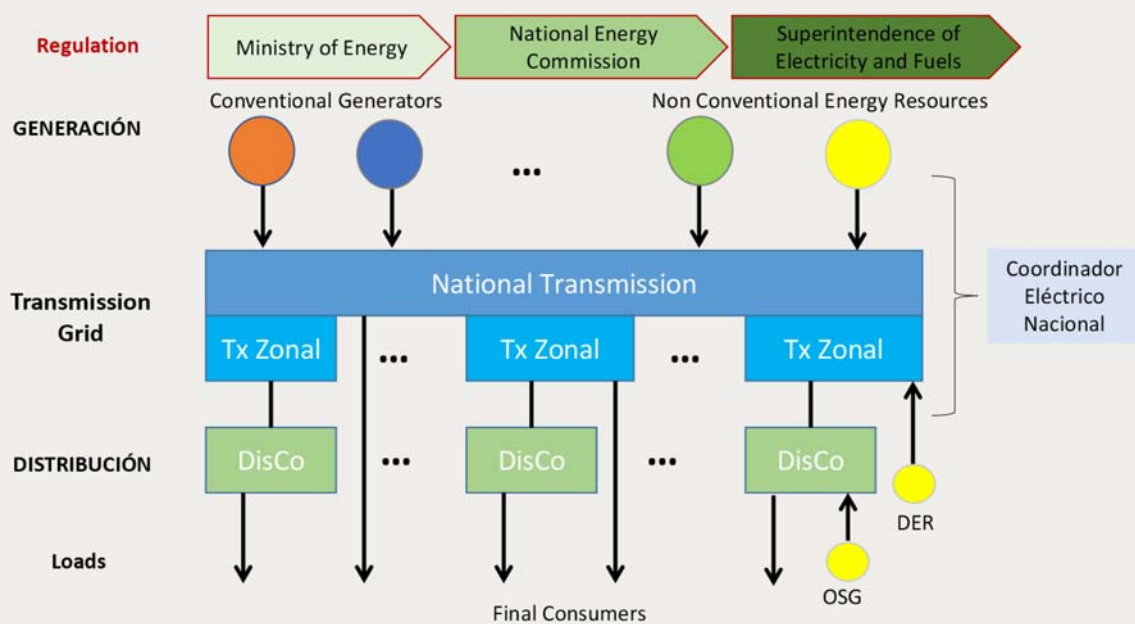 Regulation
Ministry of Energy
National Energy
Commission
Superintendence of
Electricity and Fuels
Conventional Generators
Non Conventional Energy Resources
GENERACIÓN
...
National Transmission
Transmission
Grid
Coordinador
Eléctrico
Nacional
Tx Zonal
...
Tx Zonal
...
Tx Zonal
DISTRIBUCIÓN
DisCo
...
DisCo
...
DisCo
DER
Loads
OSG
Final Consumers